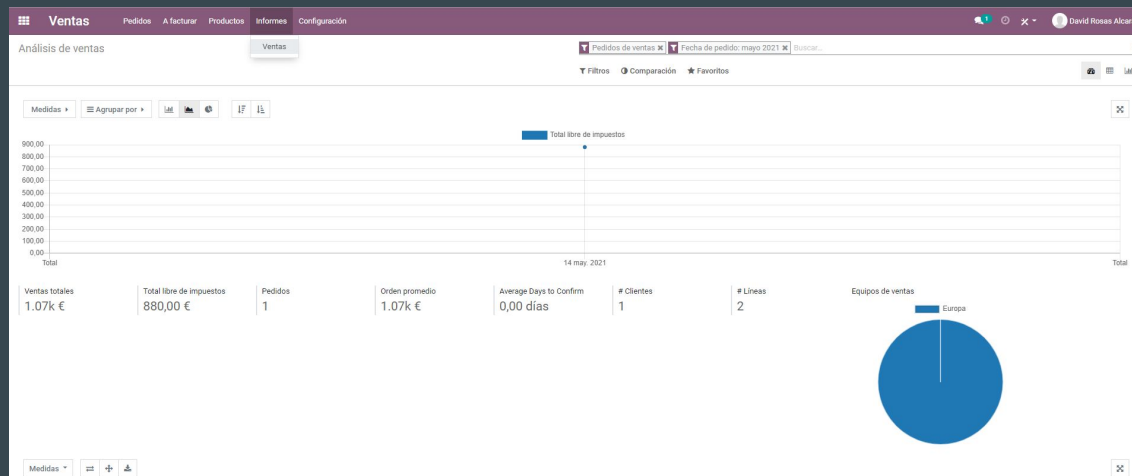 Ventas Pedidos A facturar Productos Informes Configuración 1 David Rosas Alcar
Análisis de ventas Ventas Pedidos de ventas Fecha de pedido: mayo 2021 Buscar...
Filtros Comparación Favoritos
Medidas Agrupar por
Total libre de impuestos
900,00
800,00
700,00
600,00
500,00
400,00
300,00
200,00
100,00
0,00
Total 14 may. 2021 Total
Ventas totales Total libre de impuestos Pedidos Orden promedio Average Days to Confirm # Clientes # Líneas Equipos de ventas
1.07k € 880,00 € 1 1.07k € 0,00 días 1 2 Europa
Medidas